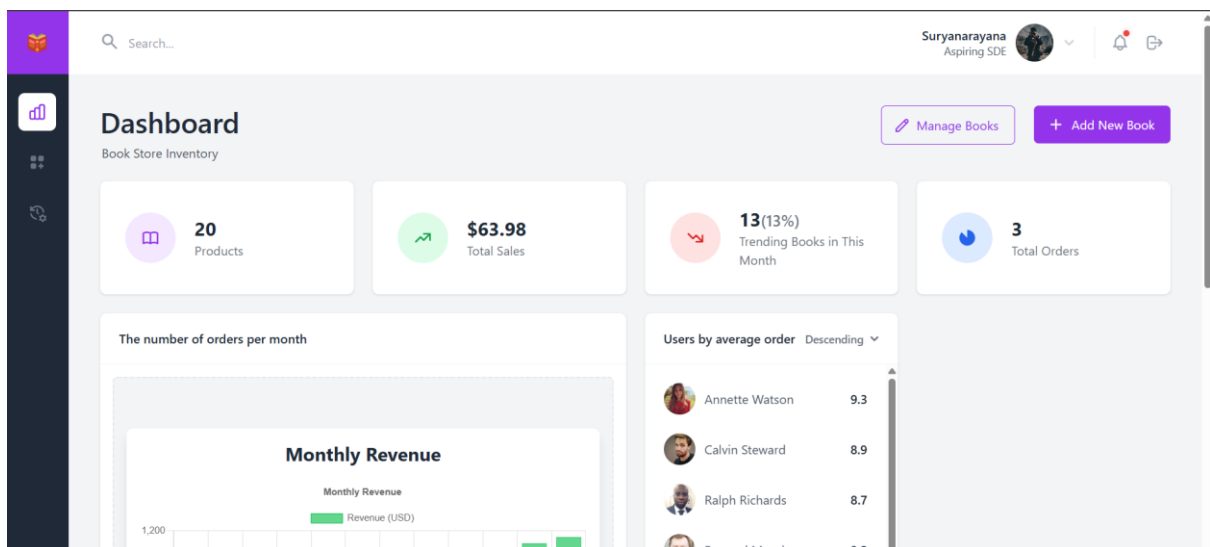 Search...
Suryanarayana
Aspiring SDE
Dashboard
Book Store Inventory
Manage Books
+ Add New Book
20
Products
$63.98
Total Sales
13(13%)
Trending Books in This
Month
3
Total Orders
The number of orders per month
Users by average order Descending
Monthly Revenue
Monthly Revenue
Revenue (USD)
1,200
Annette Watson 9.3
Calvin Steward 8.9
Ralph Richards 8.7